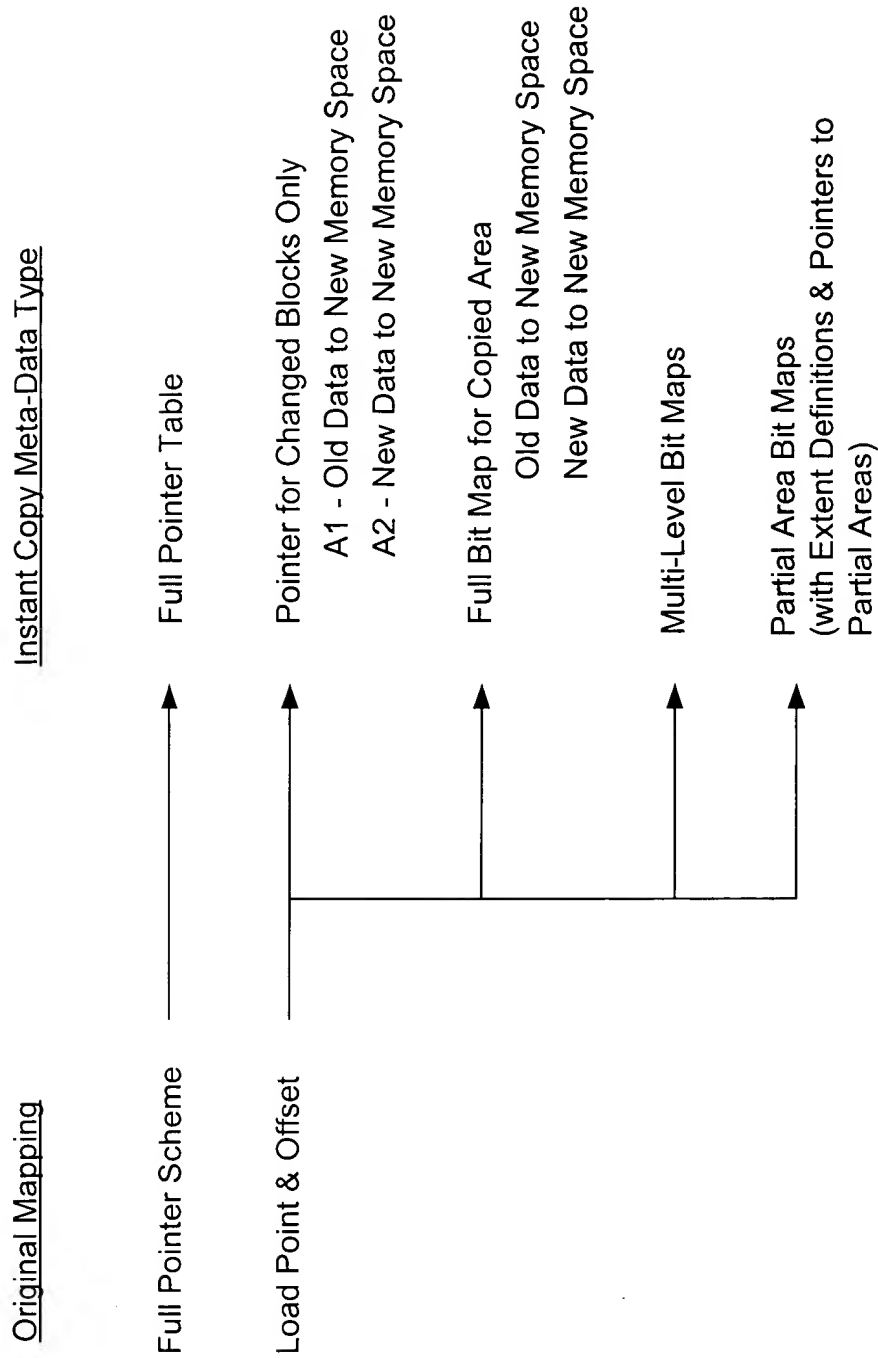 Original Mapping
Instant Copy Meta-Data Type
Full Pointer Scheme
Full Pointer Table
Load Point & Offset
Pointer for Changed Blocks Only
A1 - Old Data to New Memory Space
A2 - New Data to New Memory Space
Full Bit Map for Copied Area
Old Data to New Memory Space
New Data to New Memory Space
Multi-Level Bit Maps
Partial Area Bit Maps
(with Extent Definitions & Pointers to
Partial Areas)